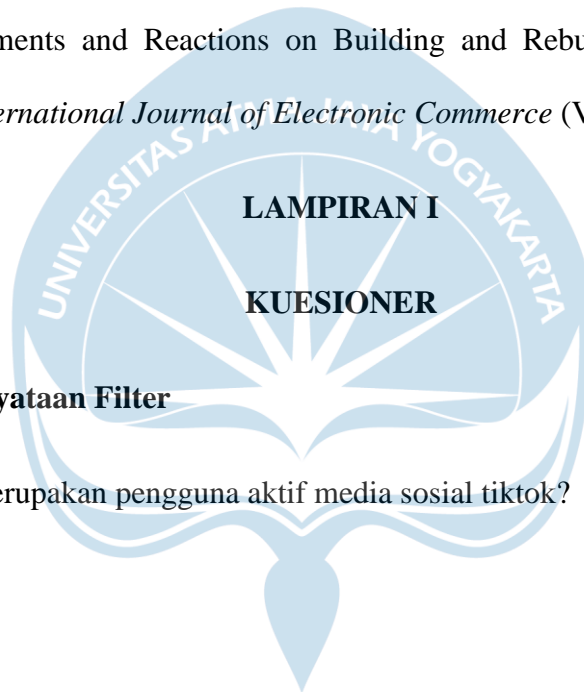 ments and Reactions on Building and Rebu
ernational Journal of Electronic Commerce (V
UNIVERSITAS ATMA JAYA YOGYAKARTA
LAMPIRAN I
KUESIONER
yataan Filter
erupakan pengguna aktif media sosial tiktok?